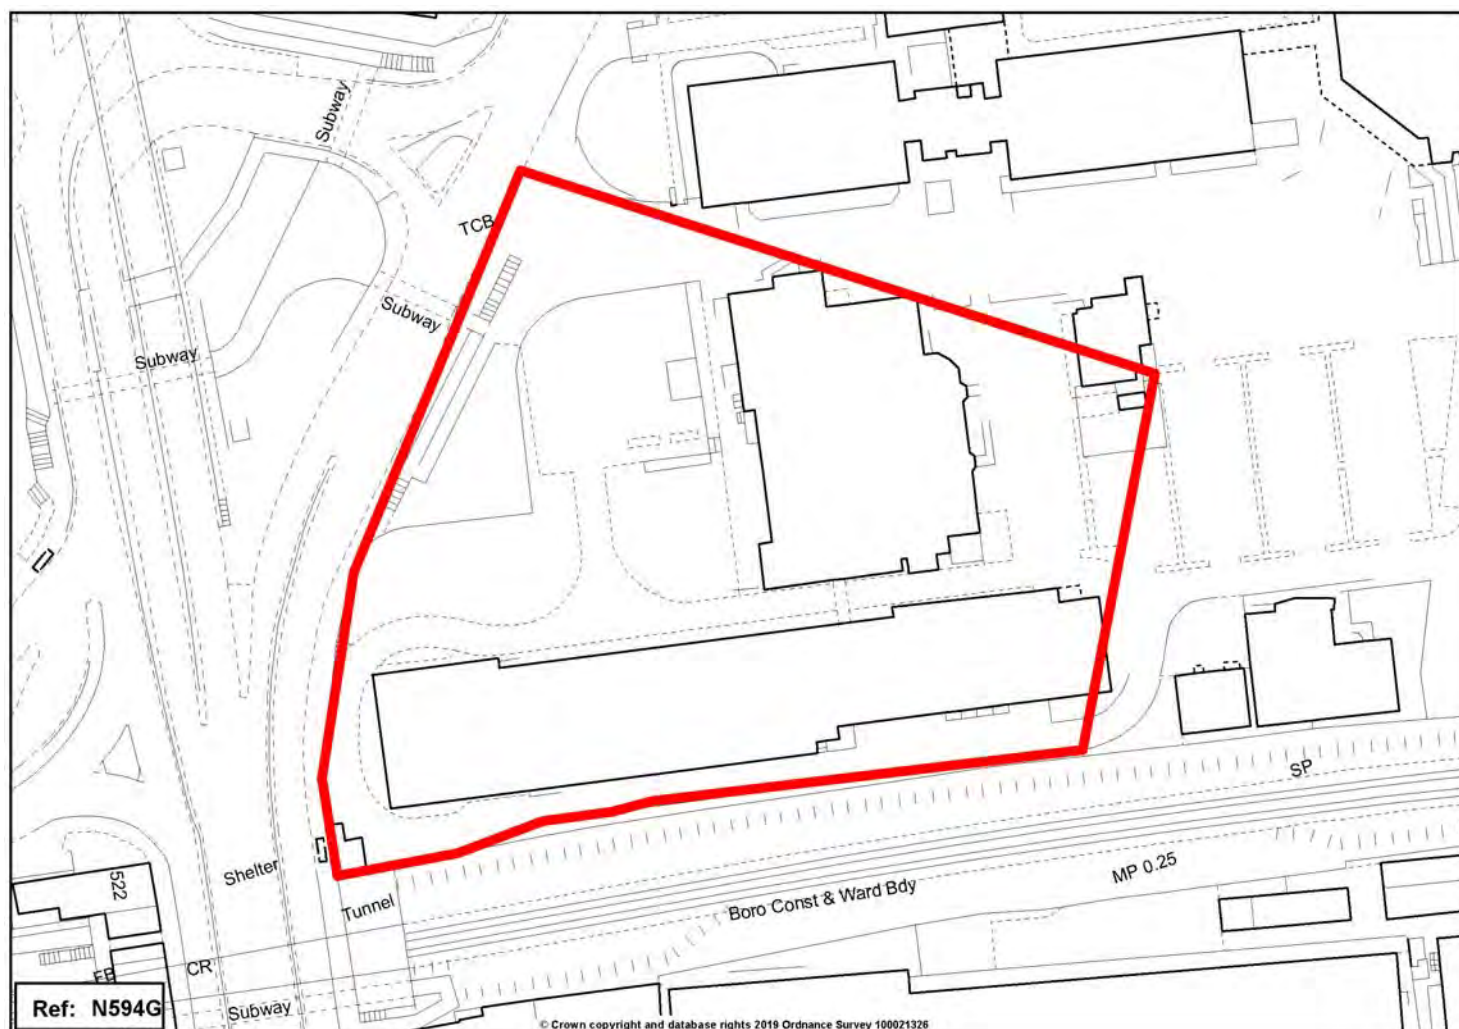 Subway
TCB
Subway
Subway
522
Shelter
Tunnel
SP
MP 0.25
Boro Const & Ward Bdy
FB
CR
Subway
Ref: N594G
© Crown copyright and database rights 2019 Ordnance Survey 100021326